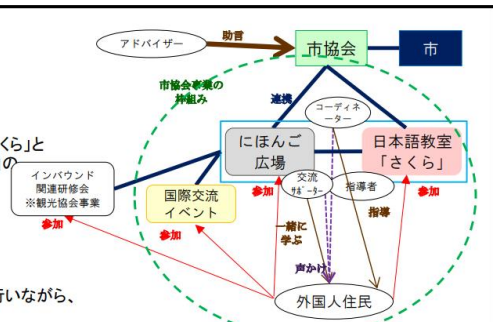 アドバイザー
助言
市協会
市
市協会事業の
枠組み
連携
コーディネ
ーター
くら」と
の
にほんご
広場
日本語教室
「さくら」
インバウンド
関連研修会
※観光協会事業
国際交流
イベント
参加
交流
ｻﾎﾟｰﾀｰ
指導者
参加
参加
参加
一緒に
学ぶ
指導
声かけ
行いながら、
外国人住民